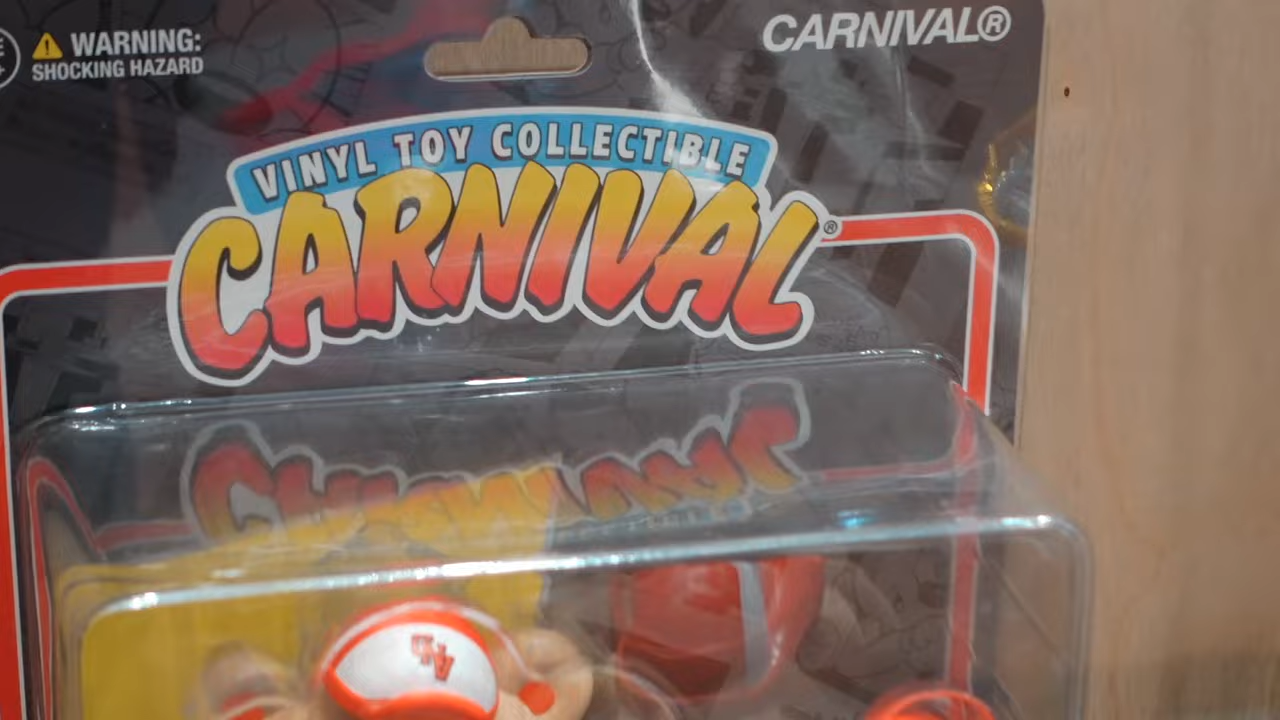 WARNING:
SHOCKING HAZARD
CARNIVAL®
VINYL TOY COLLECTIBLE
CARNIVAL®